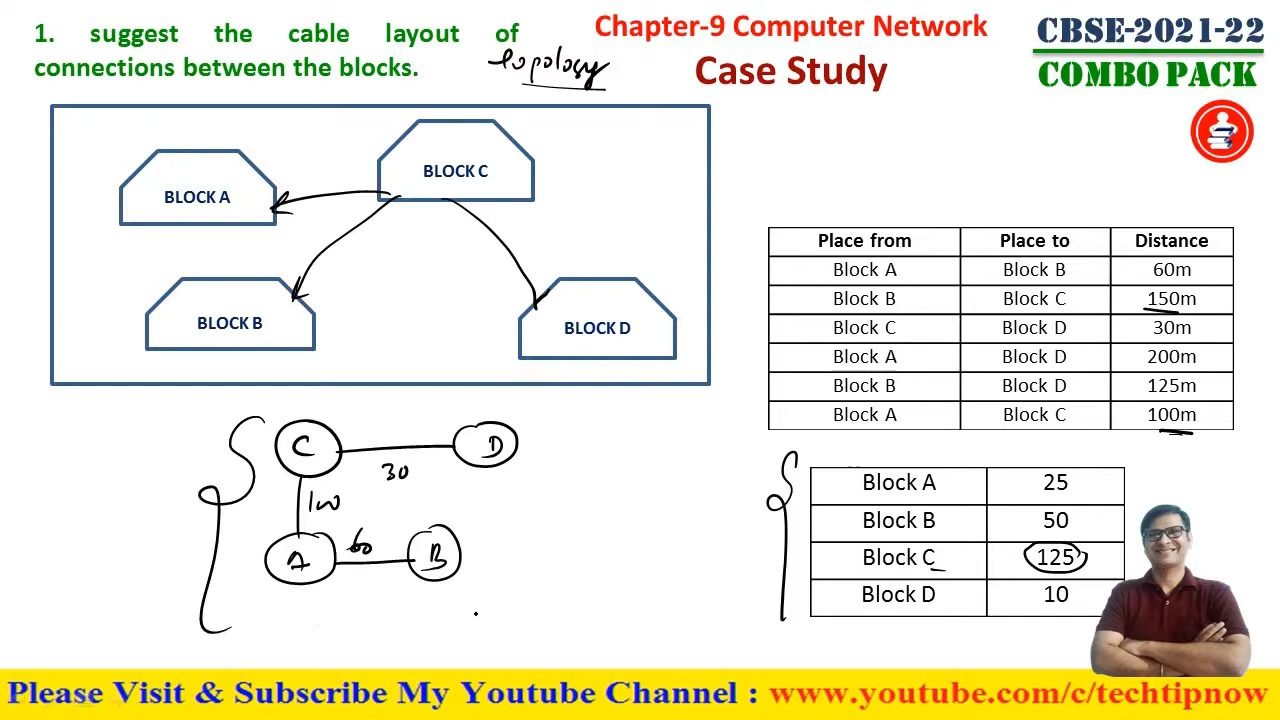 1. suggest the cable layout of
connections between the blocks.
topology
Chapter-9 Computer Network
Case Study
CBSE-2021-22
COMBO PACK
BLOCK A
BLOCK C
BLOCK B
BLOCK D
Place from Place to Distance
Block A Block B 60m
Block B Block C 150m
Block C Block D 30m
Block A Block D 200m
Block B Block D 125m
Block A Block C 100m
C D
30
100
60
A B
Block A 25
Block B 50
Block C 125
Block D 10
Please Visit & Subscribe My Youtube Channel : www.youtube.com/c/techtipnow